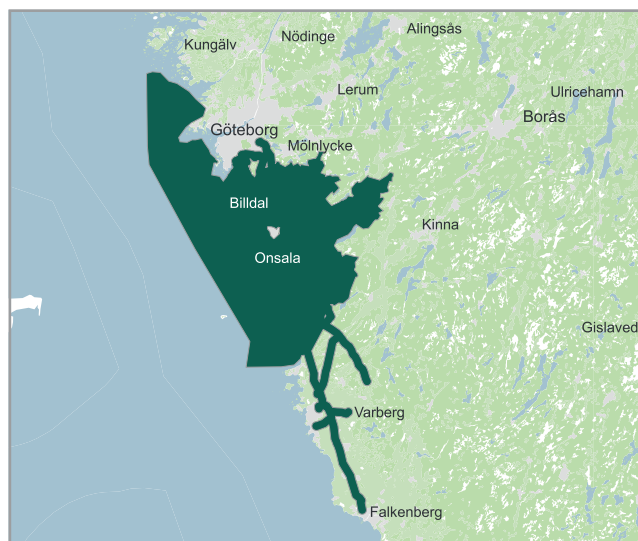 Kungälv
Nödinge
Alingsås
Lerum
Ulricehamn
Borås
Göteborg
Mölnlycke
Billdal
Kinna
Onsala
Gislaved
Varberg
Falkenberg